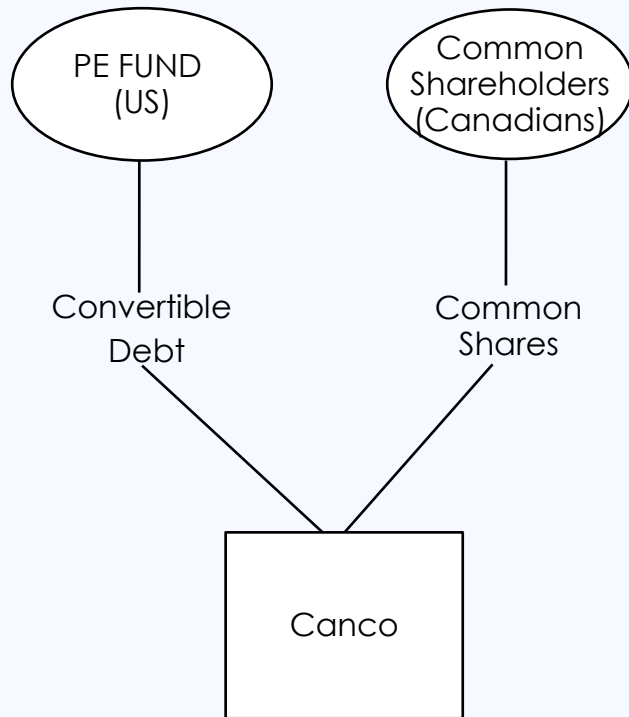 PE FUND
(US)
Common
Shareholders
(Canadians)
Convertible
Debt
Common
Shares
Canco